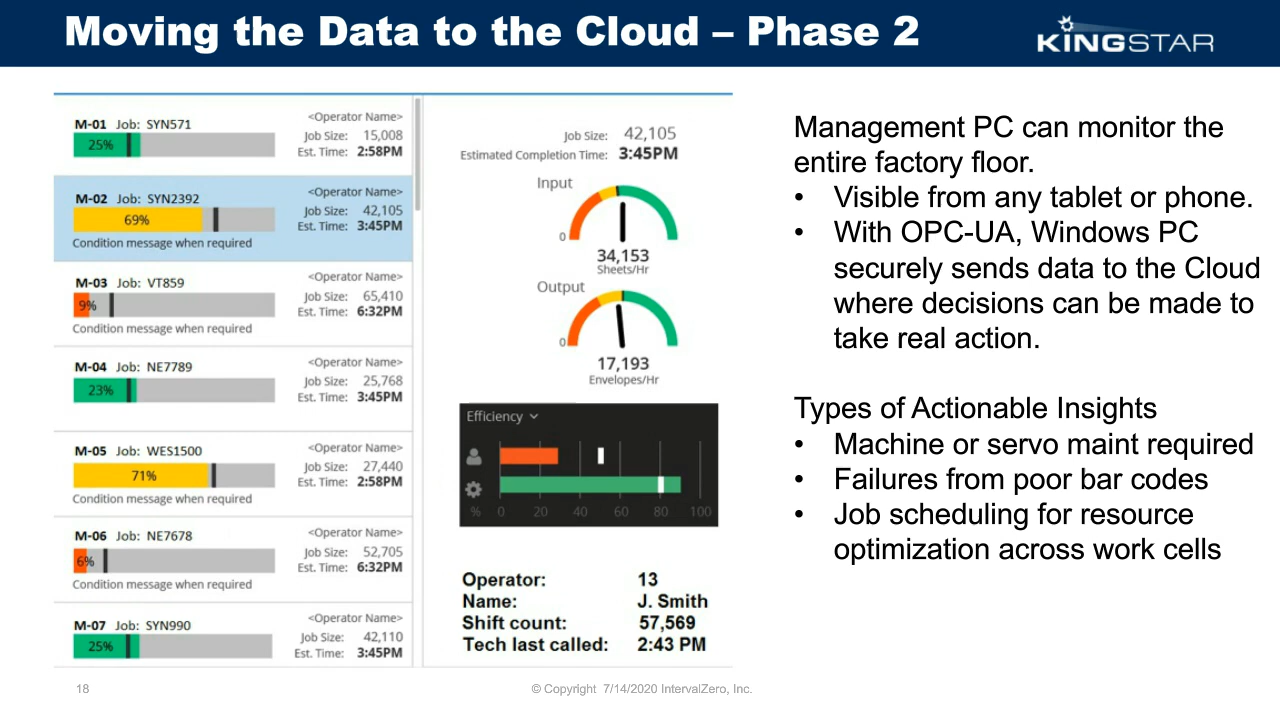 Moving the Data to the Cloud – Phase 2
KINGSTAR
M-01 Job: SYN571
25%
<Operator Name>
Job Size: 15,008
Est. Time: 2:58PM
M-02 Job: SYN2392
69%
Condition message when required
<Operator Name>
Job Size: 42,105
Est. Time: 3:45PM
M-03 Job: VT859
9%
Condition message when required
<Operator Name>
Job Size: 65,410
Est. Time: 6:32PM
M-04 Job: NE7789
23%
<Operator Name>
Job Size: 25,768
Est. Time: 3:45PM
M-05 Job: WES1500
71%
Condition message when required
<Operator Name>
Job Size: 27,440
Est. Time: 2:58PM
M-06 Job: NE7678
6%
Condition message when required
<Operator Name>
Job Size: 52,705
Est. Time: 6:32PM
M-07 Job: SYN990
25%
<Operator Name>
Job Size: 42,110
Est. Time: 3:45PM
Job Size: 42,105
Estimated Completion Time: 3:45PM
Input
0
34,153
Sheets/Hr
Output
0
17,193
Envelopes/Hr
Efficiency
% 0 20 40 60 80 100
Operator: 13
Name: J. Smith
Shift count: 57,569
Tech last called: 2:43 PM
Management PC can monitor the
entire factory floor.
• Visible from any tablet or phone.
• With OPC-UA, Windows PC
securely sends data to the Cloud
where decisions can be made to
take real action.
Types of Actionable Insights
• Machine or servo maint required
• Failures from poor bar codes
• Job scheduling for resource
optimization across work cells
18
© Copyright 7/14/2020 IntervalZero, Inc.